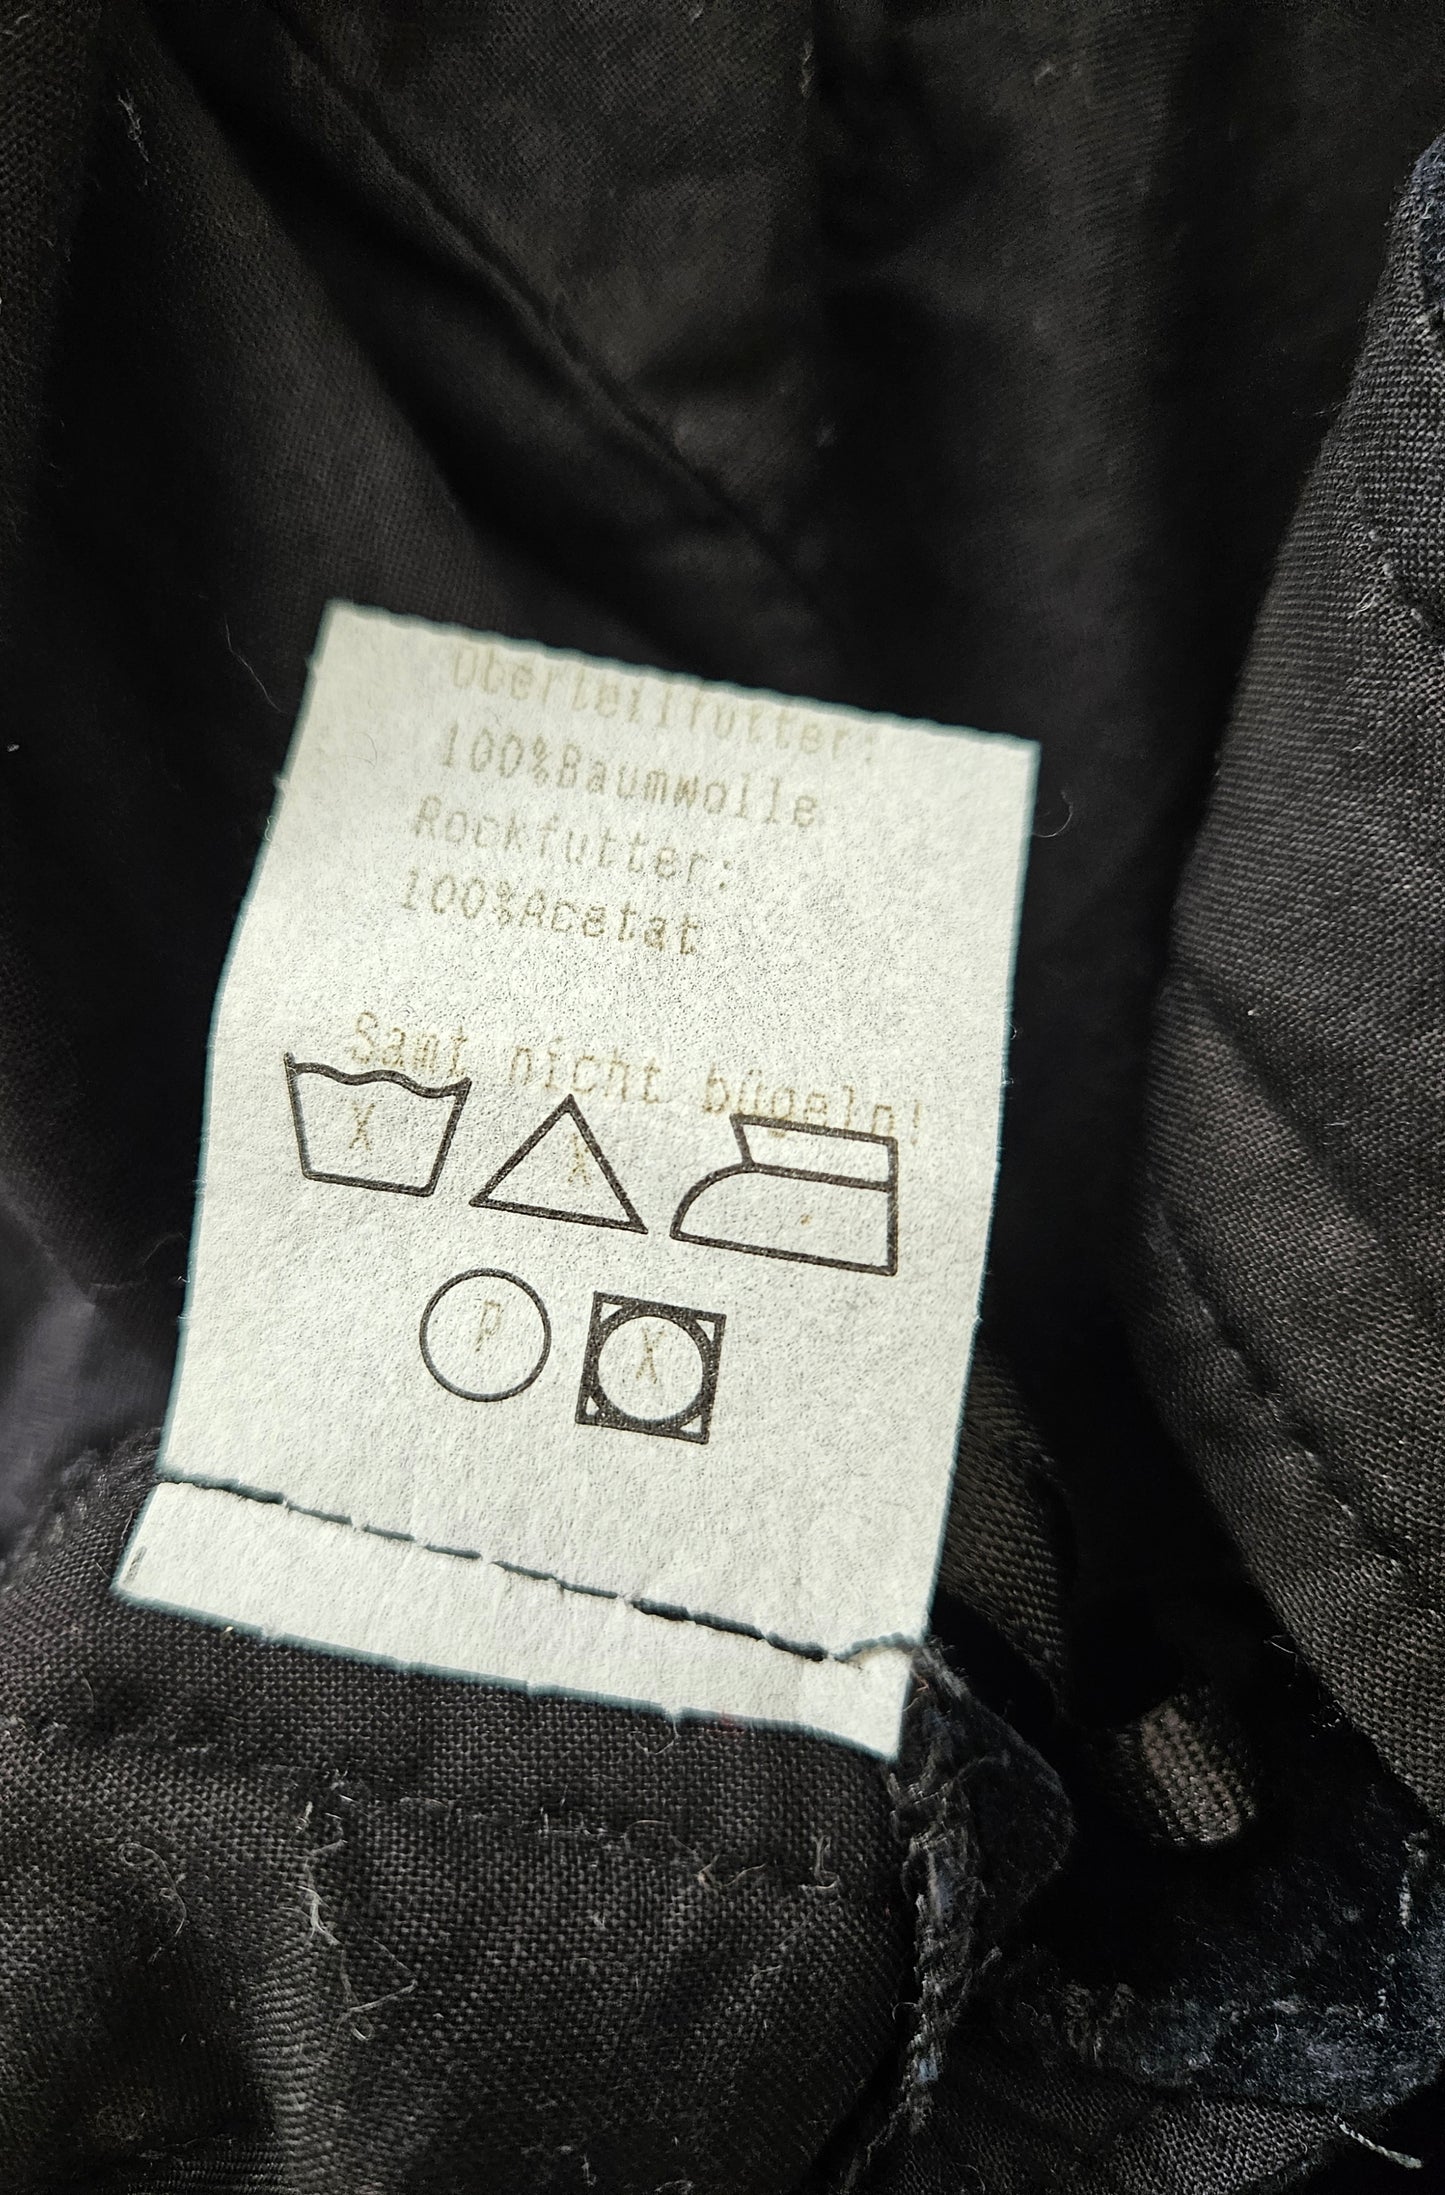 Oberteilfutter:
100%Baumwolle
Rockfutter:
100%Acetat
Samt nicht bügeln!
X X .
P X